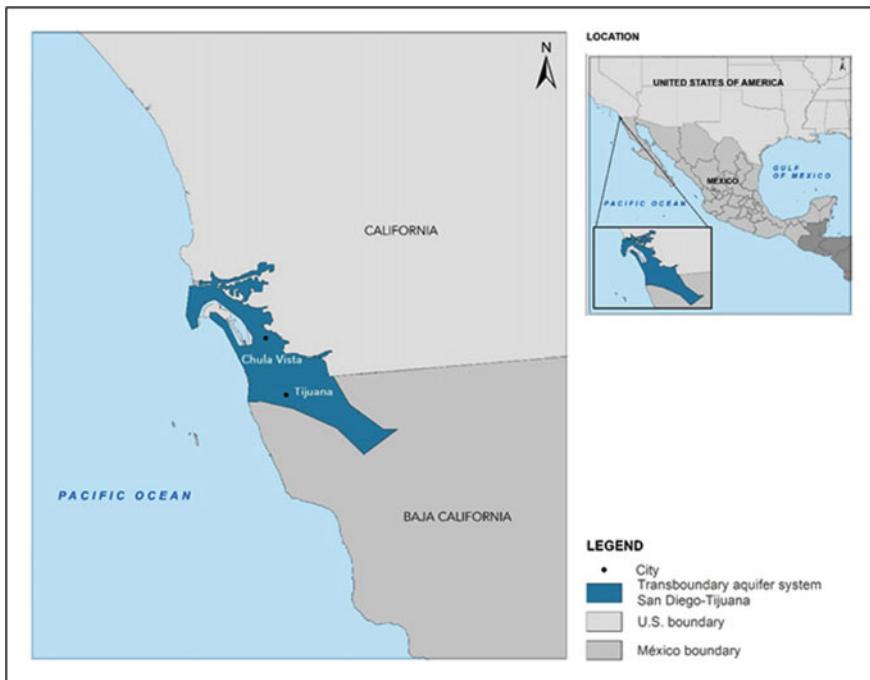 N
CALIFORNIA
Chula Vista
Tijuana
PACIFIC OCEAN
BAJA CALIFORNIA
LOCATION
UNITED STATES OF AMERICA
MEXICO
GULF
OF MEXICO
PACIFIC OCEAN
LEGEND
City
Transboundary aquifer system
San Diego-Tijuana
U.S. boundary
México boundary